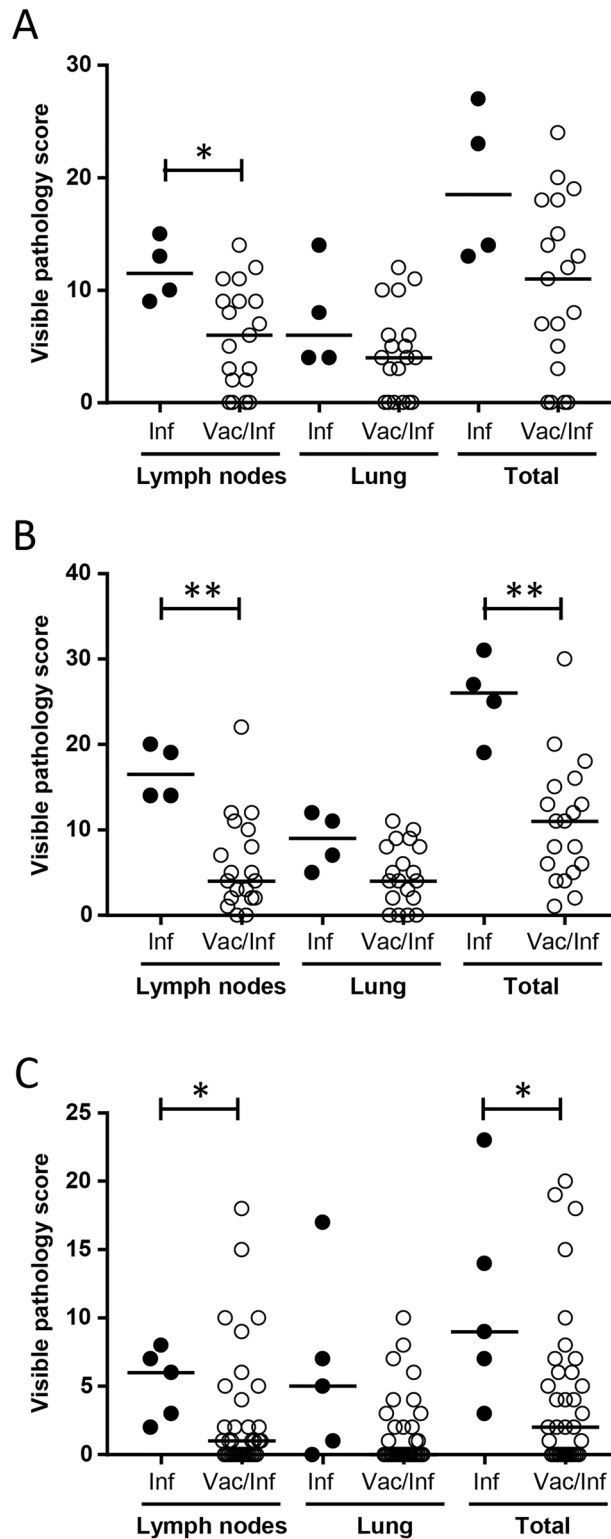 A
Visible pathology score
30
20
10
0
*
Inf Vac/Inf Inf Vac/Inf Inf Vac/Inf
Lymph nodes Lung Total
B
Visible pathology score
40
30
20
10
0
** **
Inf Vac/Inf Inf Vac/Inf Inf Vac/Inf
Lymph nodes Lung Total
C
Visible pathology score
25
20
15
10
5
0
* *
Inf Vac/Inf Inf Vac/Inf Inf Vac/Inf
Lymph nodes Lung Total